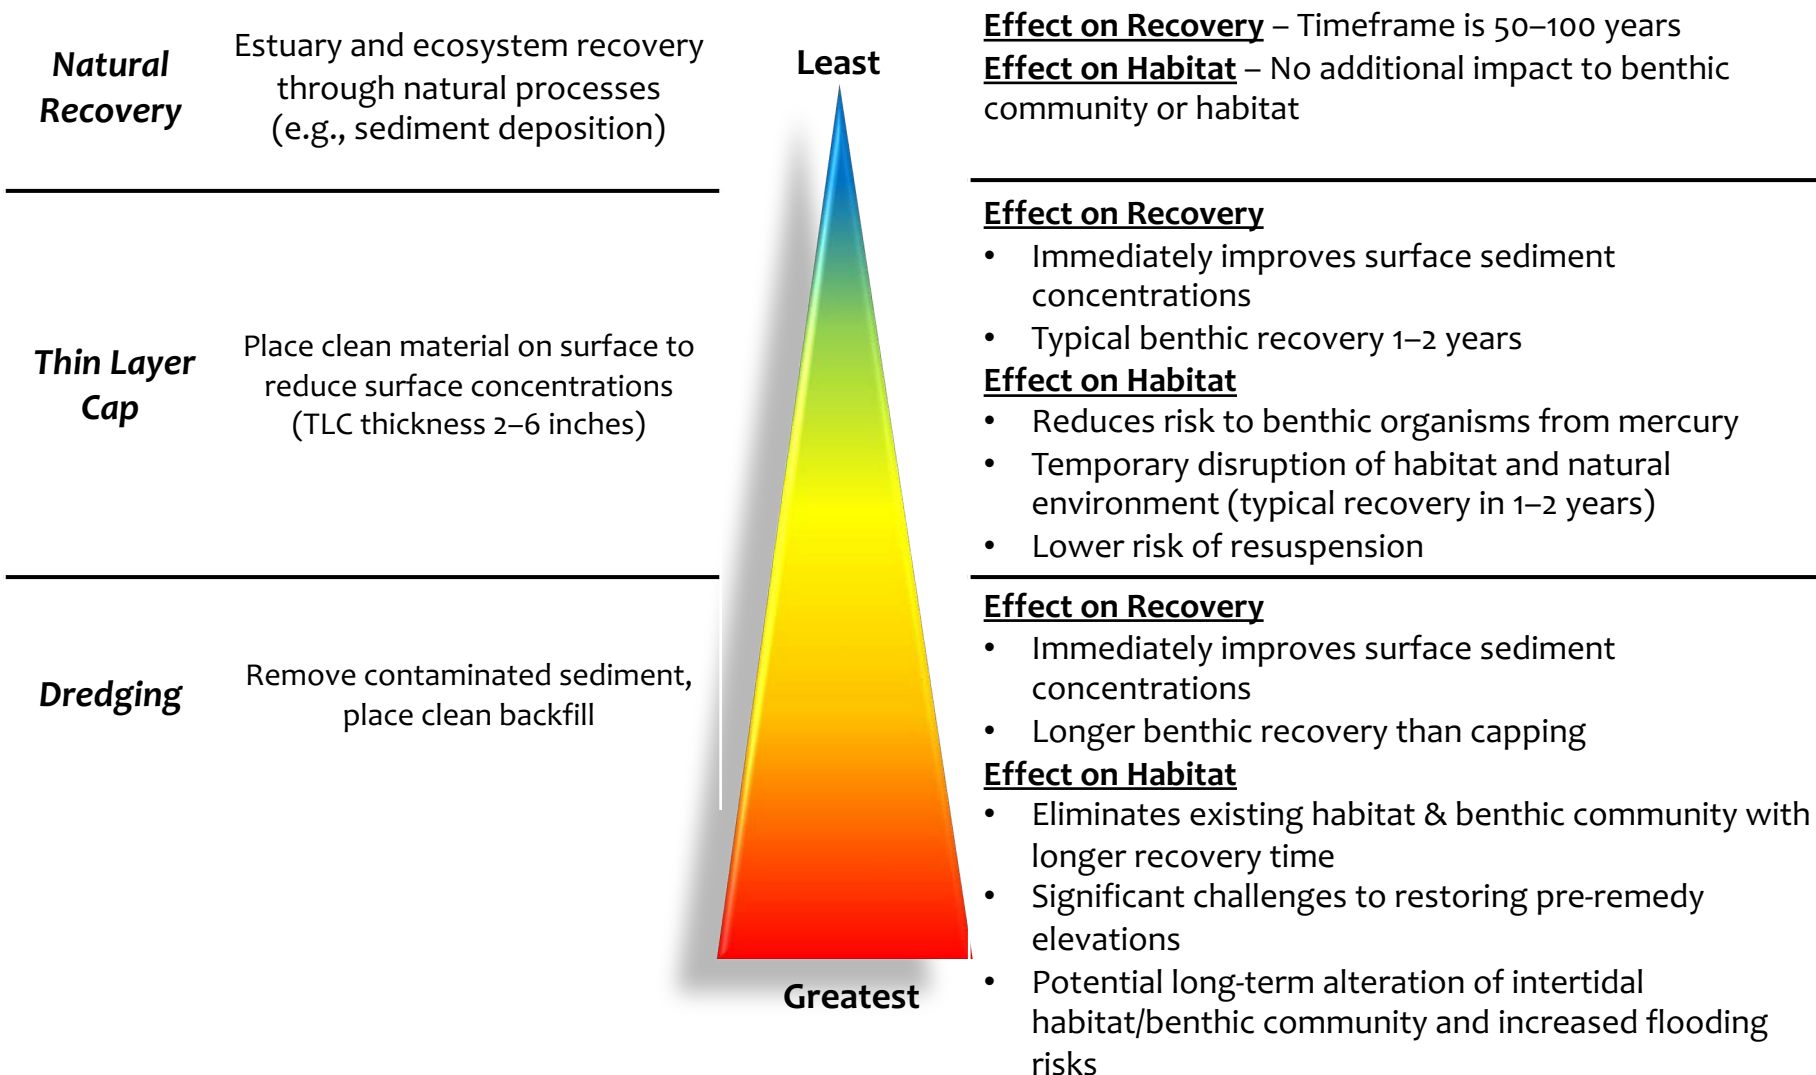 Natural
Recovery
Estuary and ecosystem recovery
through natural processes
(e.g., sediment deposition)
Least
Effect on Recovery – Timeframe is 50–100 years
Effect on Habitat – No additional impact to benthic
community or habitat
Thin Layer
Cap
Place clean material on surface to
reduce surface concentrations
(TLC thickness 2–6 inches)
Effect on Recovery
• Immediately improves surface sediment
concentrations
• Typical benthic recovery 1–2 years
Effect on Habitat
• Reduces risk to benthic organisms from mercury
• Temporary disruption of habitat and natural
environment (typical recovery in 1–2 years)
• Lower risk of resuspension
Dredging
Remove contaminated sediment,
place clean backfill
Effect on Recovery
• Immediately improves surface sediment
concentrations
• Longer benthic recovery than capping
Effect on Habitat
• Eliminates existing habitat & benthic community with
longer recovery time
• Significant challenges to restoring pre-remedy
elevations
• Potential long-term alteration of intertidal
habitat/benthic community and increased flooding
risks
Greatest